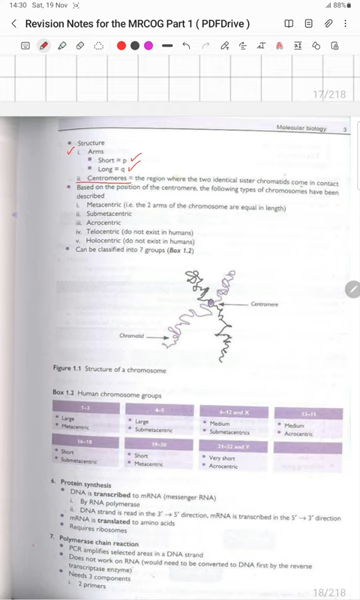 14:30 Sat, 19 Nov
88%
Revision Notes for the MRCOG Part 1 ( PDFDrive )
17/218
Molecular biology 3
Structure
i. Arms
Short = p
Long = q
ii. Centromeres = the region where the two identical sister chromatids come in contact
Based on the position of the centromere, the following types of chromosomes have been
described
i. Metacentric (i.e. the 2 arms of the chromosome are equal in length)
ii. Submetacentric
iii. Acrocentric
iv. Telocentric (do not exist in humans)
v. Holocentric (do not exist in humans)
Can be classified into 7 groups (Box 1.2)
Centromere
Chromatid
Figure 1.1 Structure of a chromosome
Box 1.2 Human chromosome groups
1–3 4–5 6–12 and X 13–15
Large Large Medium Medium
Metacentric Submetacentric Submetacentrics Acrocentric
16–18 19–20 21–22 and Y
Short Short Very short
Submetacentric Metacentric Acrocentric
6. Protein synthesis
DNA is transcribed to mRNA (messenger RNA)
i. By RNA polymerase
ii. DNA strand is read in the 3' → 5' direction, mRNA is transcribed in the 5' → 3' direction
mRNA is translated to amino acids
Requires ribosomes
7. Polymerase chain reaction
PCR amplifies selected areas in a DNA strand
Does not work on RNA (would need to be converted to DNA first by the reverse
transcriptase enzyme)
Needs 3 components
i. 2 primers
18/218